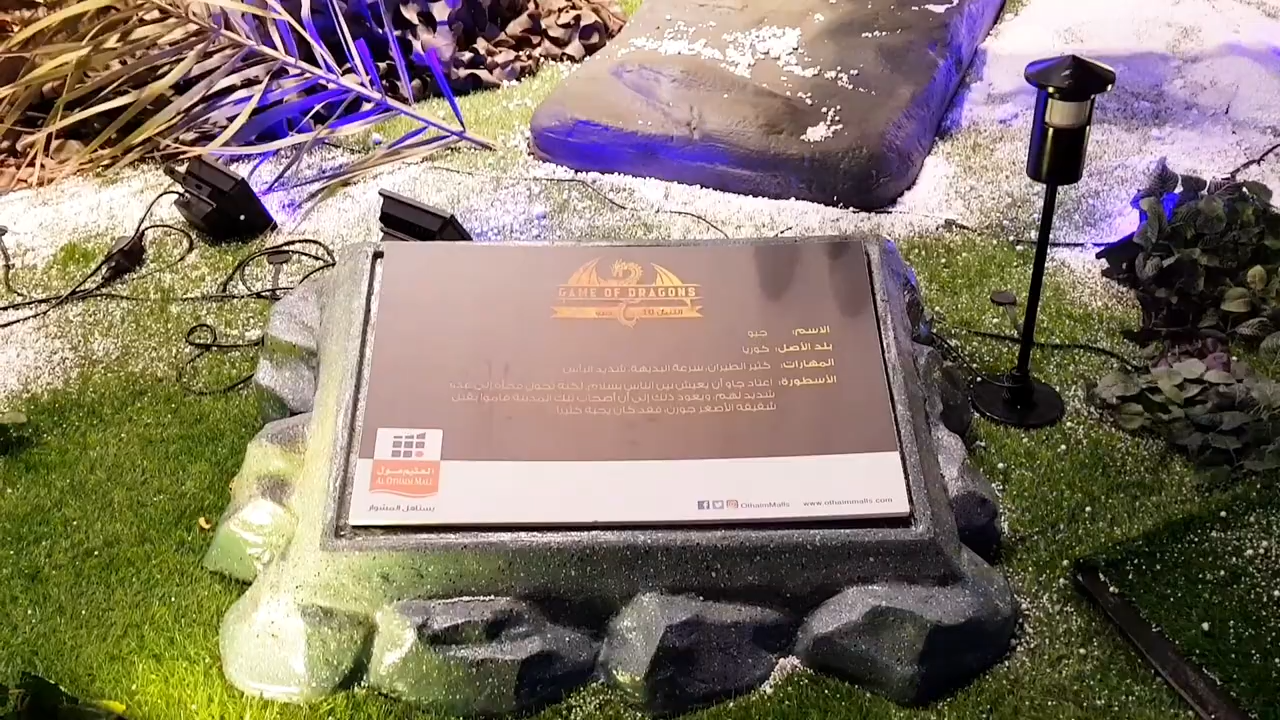 GAME OF DRAGONS
الاسم: جبو
بلد الأصل: كوريا
المهارات: كثير الطيران، سرعة البديهة، شديد البأس
الأسطورة: اعتاد جاو أن يعيش بين الناس بسلام، لكنه تحول فجأة إلى عدو
شديد لهم، ويعود ذلك إلى أن أصحاب تلك المدينة قاموا بقتل
شقيقه الأصغر جورن، فقد كان يحبه كثيراً
العثيم مول
AL OTHAIM MALL
يستاهل المشوار
OthaimMalls www.othaimmalls.com